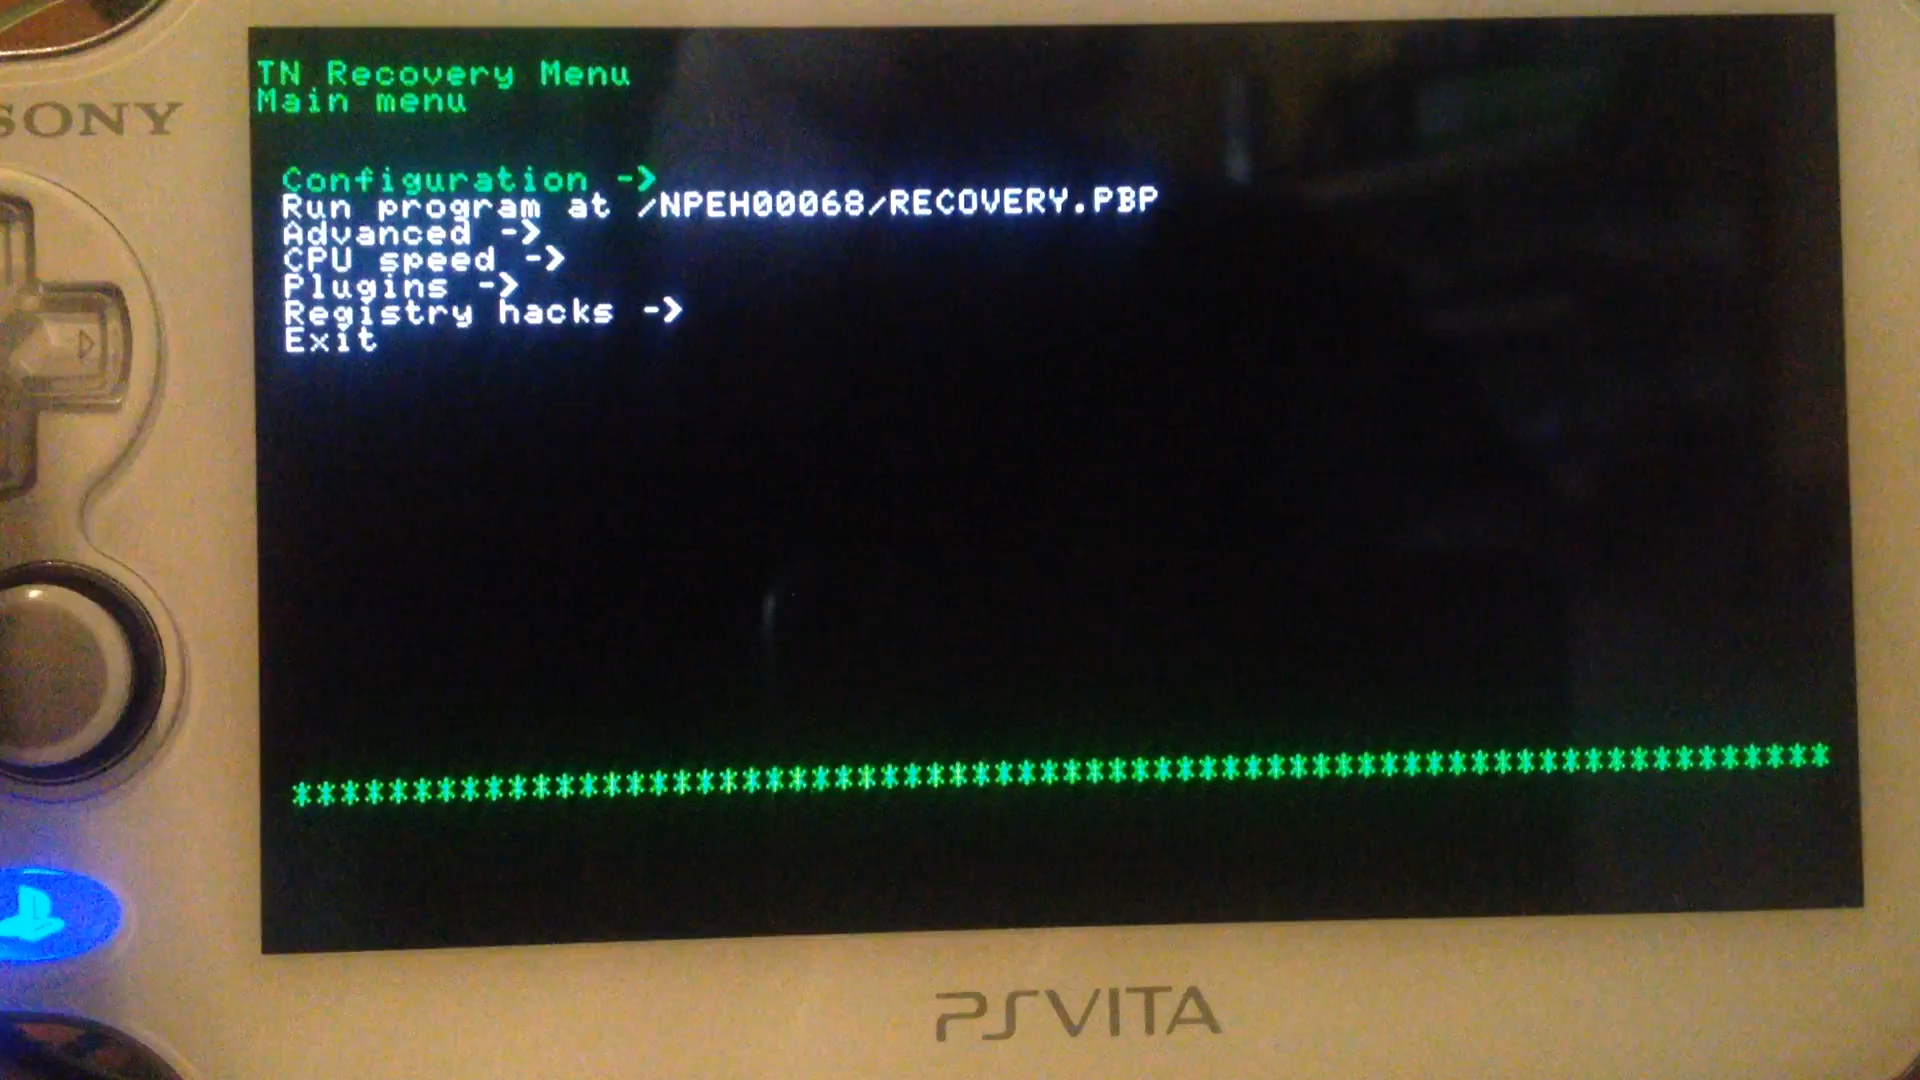 TN Recovery Menu
Main menu
SONY
Configuration ->
Run program at /NPEH00068/RECOVERY.PBP
Advanced ->
CPU speed ->
Plugins ->
Registry hacks ->
Exit
******************************************************************
PSVITA